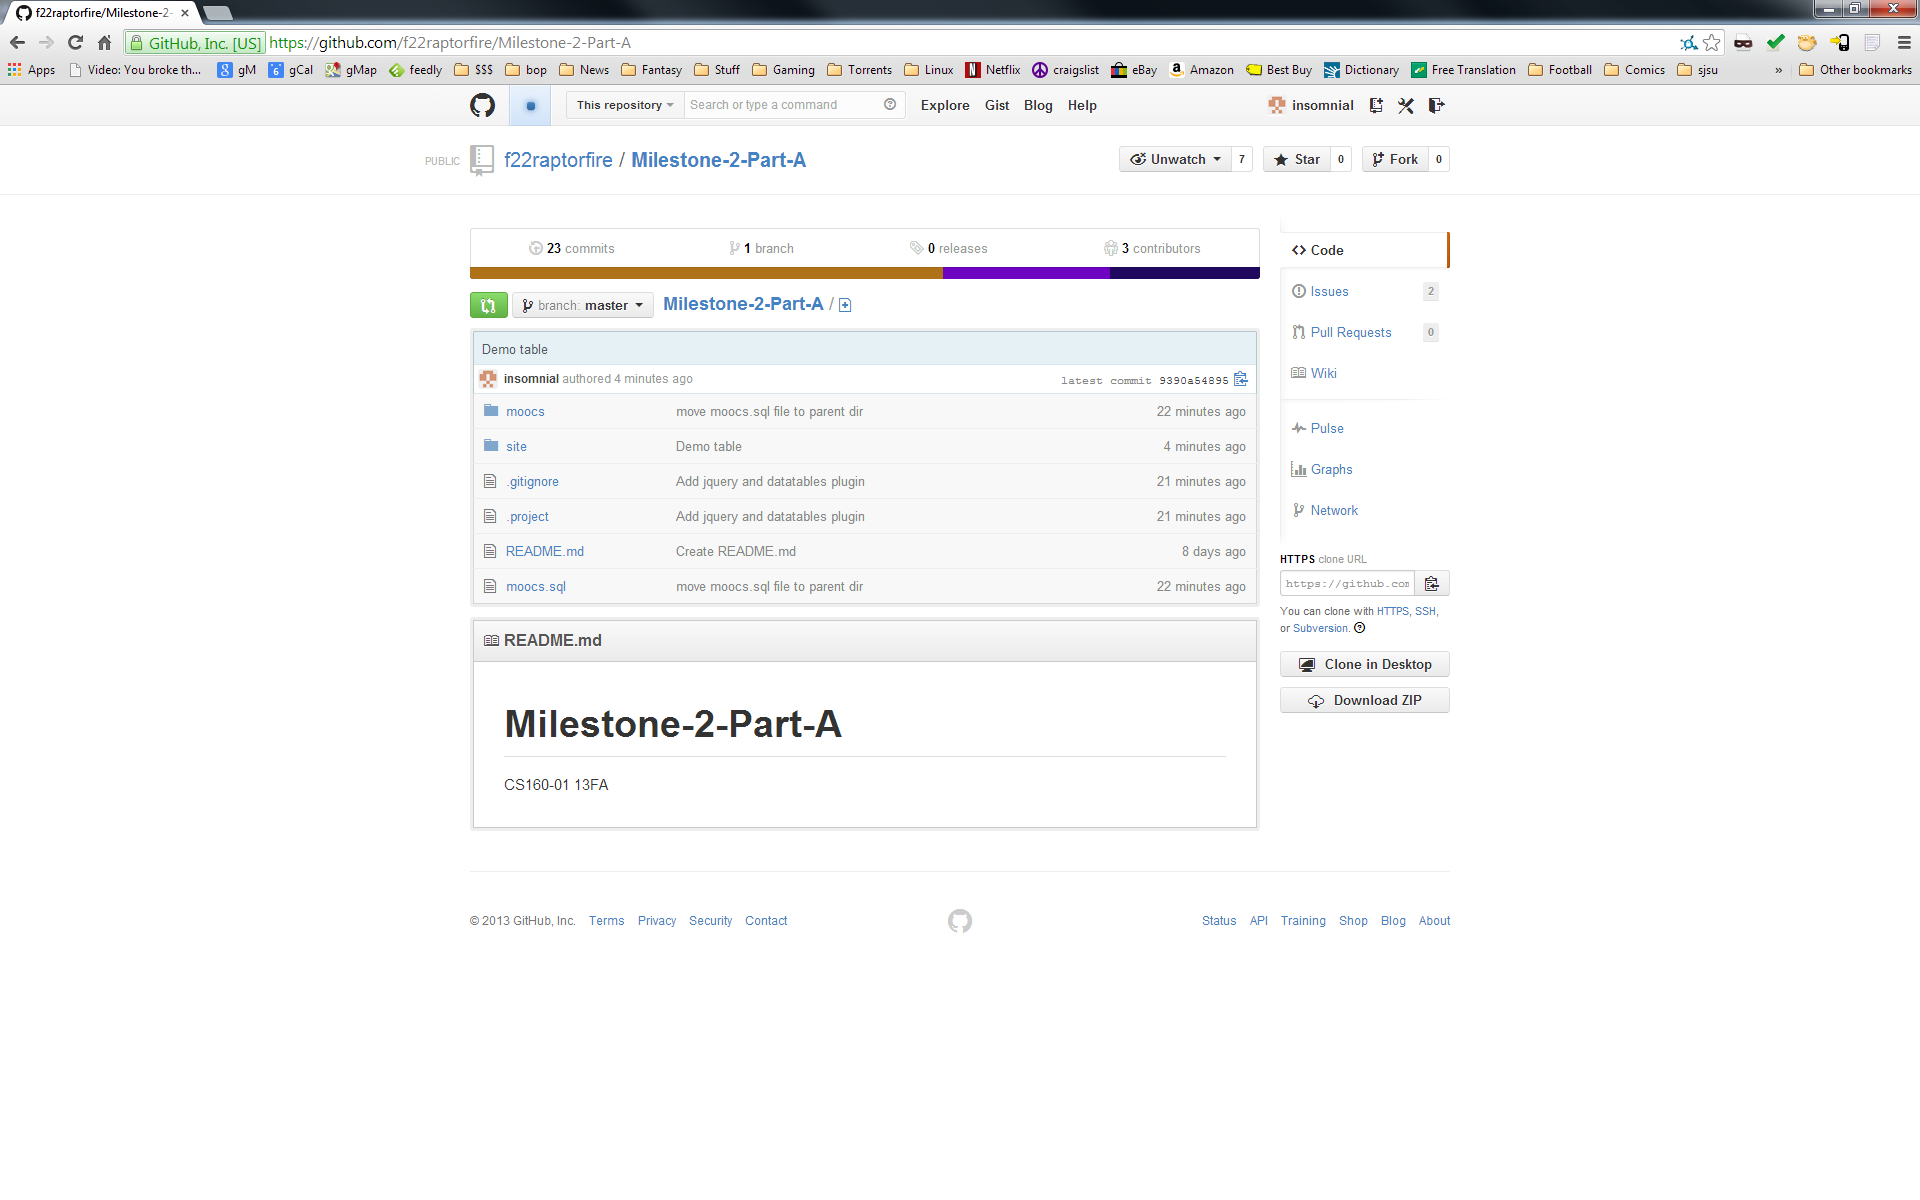 f22raptorfire/Milestone-2-
GitHub, Inc. [US] https://github.com/f22raptorfire/Milestone-2-Part-A
Apps Video: You broke th... gM gCal gMap feedly $$$ bop News Fantasy Stuff Gaming Torrents Linux Netflix craigslist eBay Amazon Best Buy Dictionary Free Translation Football Comics sjsu » Other bookmarks
This repository Search or type a command Explore Gist Blog Help insomnial
PUBLIC f22raptorfire / Milestone-2-Part-A Unwatch 7 Star 0 Fork 0
23 commits 1 branch 0 releases 3 contributors
branch: master Milestone-2-Part-A /
Demo table
insomnial authored 4 minutes ago latest commit 9390a54895
moocs move moocs.sql file to parent dir 22 minutes ago
site Demo table 4 minutes ago
.gitignore Add jquery and datatables plugin 21 minutes ago
.project Add jquery and datatables plugin 21 minutes ago
README.md Create README.md 8 days ago
moocs.sql move moocs.sql file to parent dir 22 minutes ago
README.md
Milestone-2-Part-A
CS160-01 13FA
Code
Issues 2
Pull Requests 0
Wiki
Pulse
Graphs
Network
HTTPS clone URL
https://github.com
You can clone with HTTPS, SSH,
or Subversion.
Clone in Desktop
Download ZIP
© 2013 GitHub, Inc. Terms Privacy Security Contact Status API Training Shop Blog About